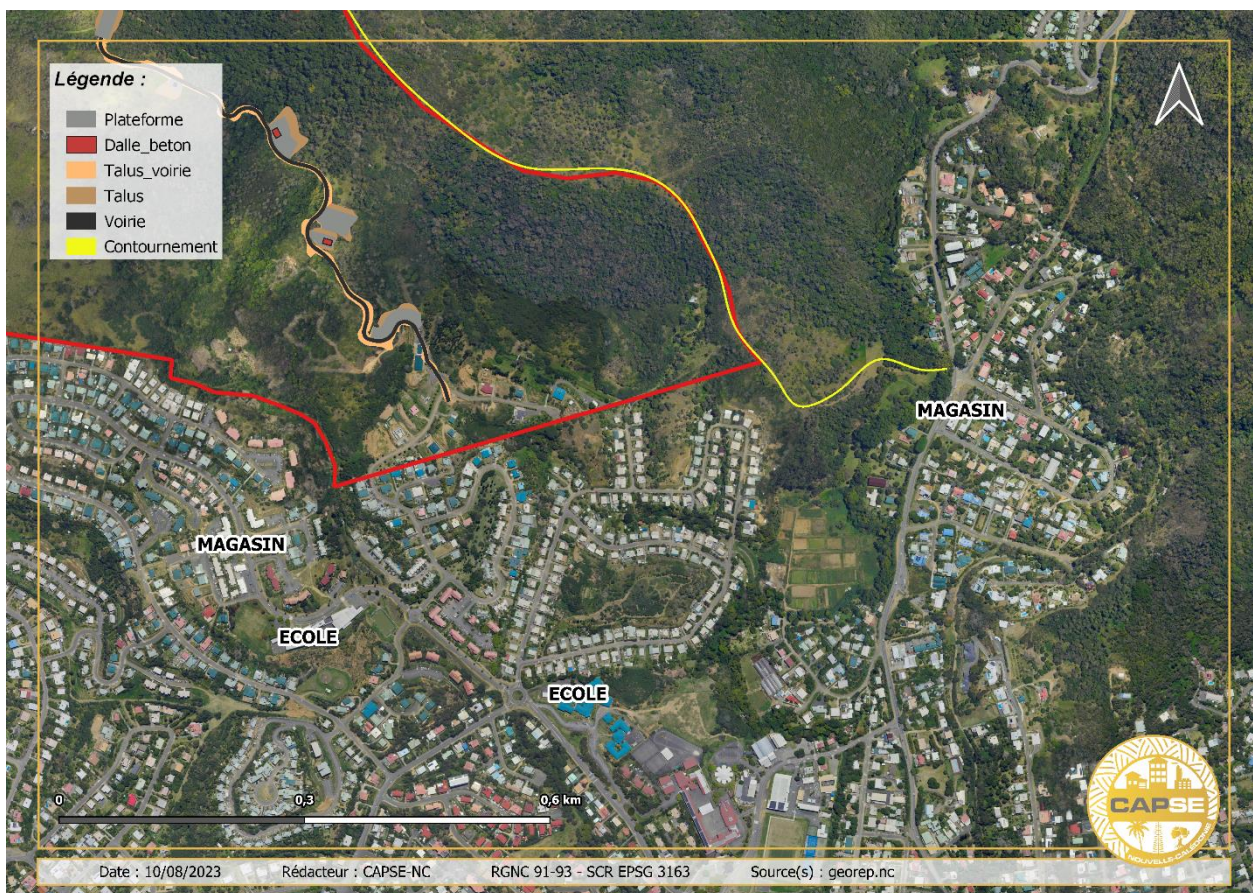 Légende :
Plateforme
Dalle_beton
Talus_voirie
Talus
Voirie
Contournement
MAGASIN
MAGASIN
ECOLE
ECOLE
0 0,3 0,6 km
CAPSE
NOUVELLE-CALÉDONIE
Date : 10/08/2023 Rédacteur : CAPSE-NC RGNC 91-93 - SCR EPSG 3163 Source(s) : georep.nc